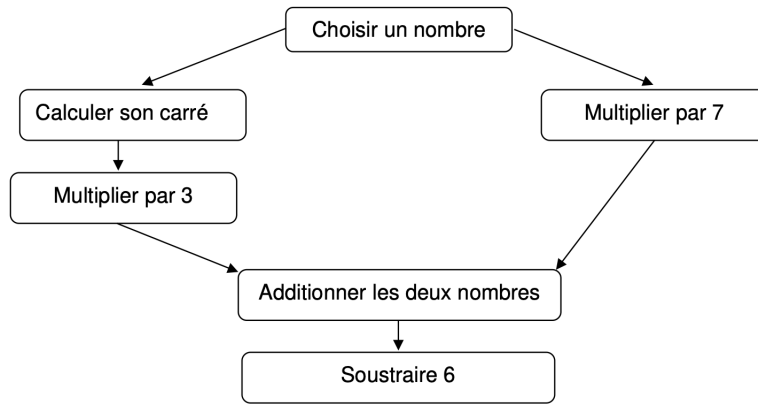 Choisir un nombre
Calculer son carré
Multiplier par 7
Multiplier par 3
Additionner les deux nombres
Soustraire 6